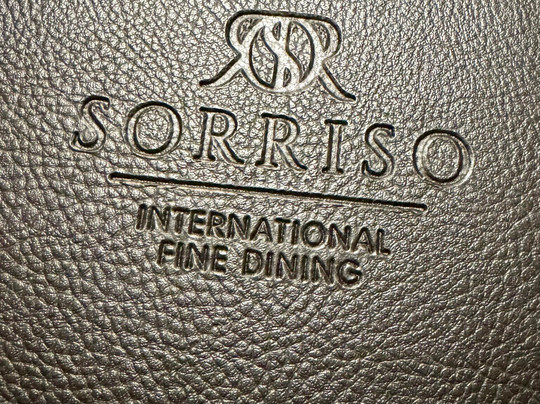 SORRISO
INTERNATIONAL
FINE DINING